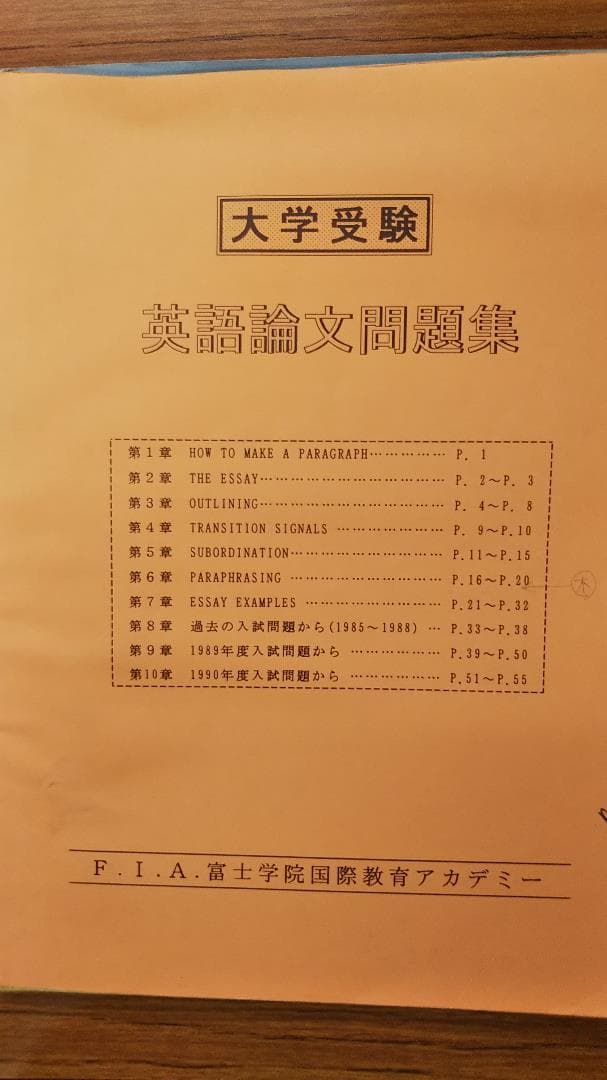 大学受験
英語論文問題集
第1章 HOW TO MAKE A PARAGRAPH‥‥‥‥‥ P. 1
第2章 THE ESSAY‥‥‥‥‥‥‥‥‥‥‥‥ P. 2～P. 3
第3章 OUTLINING‥‥‥‥‥‥‥‥‥‥‥‥ P. 4～P. 8
第4章 TRANSITION SIGNALS ‥‥‥‥‥‥‥ P. 9～P.10
第5章 SUBORDINATION‥‥‥‥‥‥‥‥‥‥ P.11～P.15
第6章 PARAPHRASING ‥‥‥‥‥‥‥‥‥‥ P.16～P.20 木
第7章 ESSAY EXAMPLES ‥‥‥‥‥‥‥‥‥ P.21～P.32
第8章 過去の入試問題から(1985～1988) ‥ P.33～P.38
第9章 1989年度入試問題から ‥‥‥‥‥‥ P.39～P.50
第10章 1990年度入試問題から ‥‥‥‥‥‥ P.51～P.55
F.I.A.富士学院国際教育アカデミー